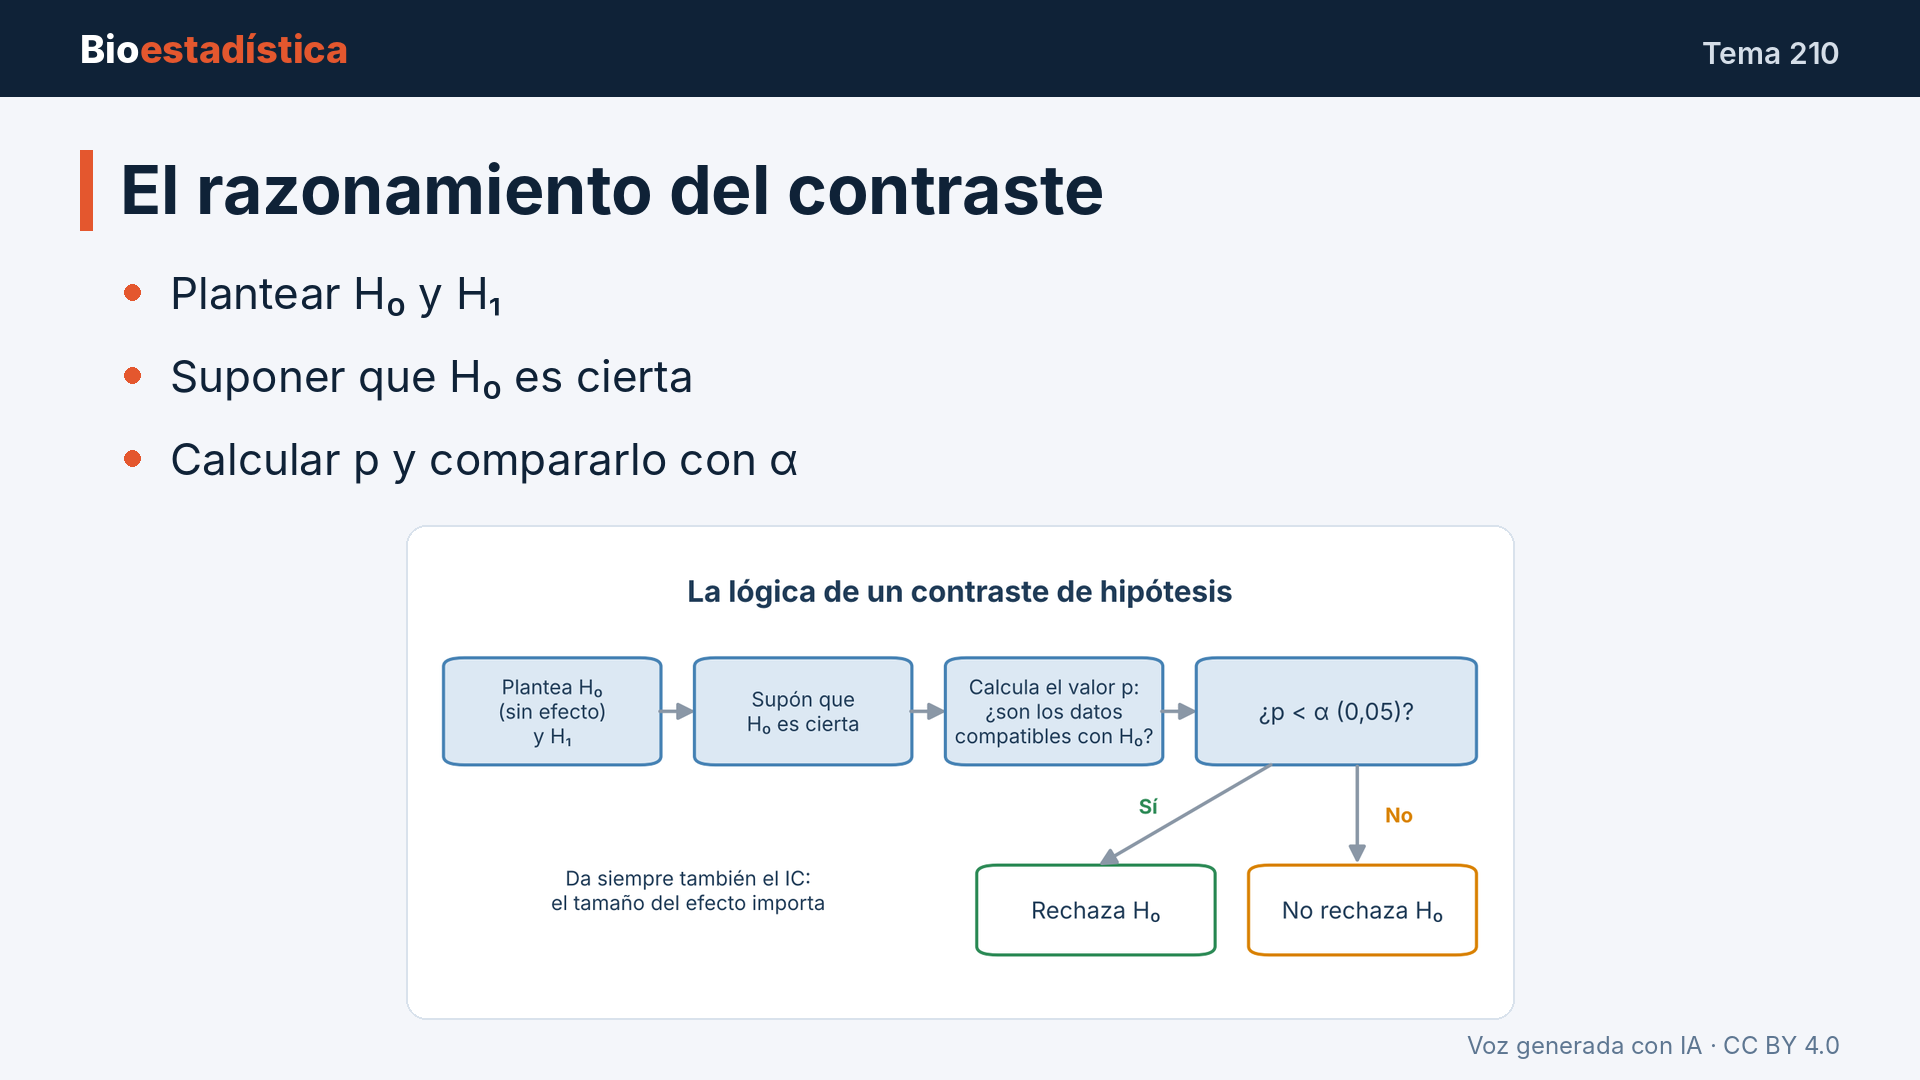 Bioestadística
Tema 210
El razonamiento del contraste
Plantear H₀ y H₁
Suponer que H₀ es cierta
Calcular p y compararlo con α
La lógica de un contraste de hipótesis
Plantea H₀
(sin efecto)
y H₁
Supón que
H₀ es cierta
Calcula el valor p:
¿son los datos
compatibles con H₀?
¿p < α (0,05)?
Sí
No
Da siempre también el IC:
el tamaño del efecto importa
Rechaza H₀
No rechaza H₀
Voz generada con IA · CC BY 4.0